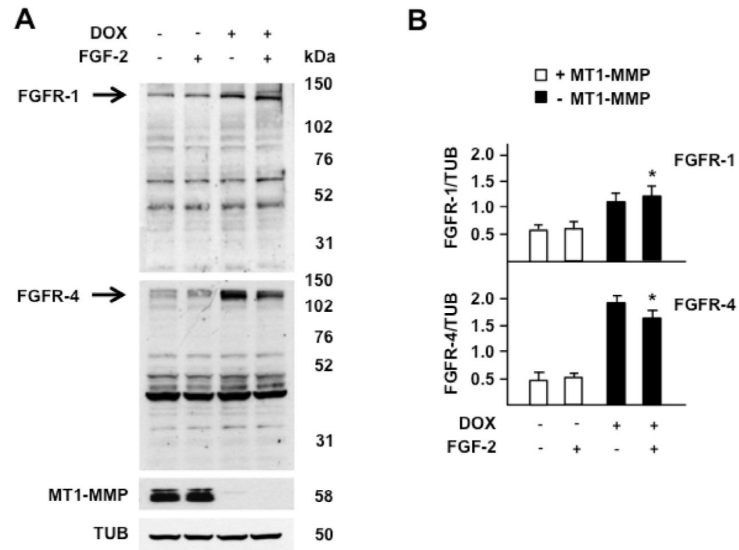 A
DOX - - + +
FGF-2 - + - + kDa
FGFR-1
150
102
76
52
31
FGFR-4
150
102
76
52
31
MT1-MMP 58
TUB 50
B
+ MT1-MMP
- MT1-MMP
FGFR-1/TUB
2.0
1.5
1.0
0.5
*
FGFR-1
FGFR-4/TUB
2.0
1.5
1.0
0.5
*
FGFR-4
DOX - - + +
FGF-2 - + - +